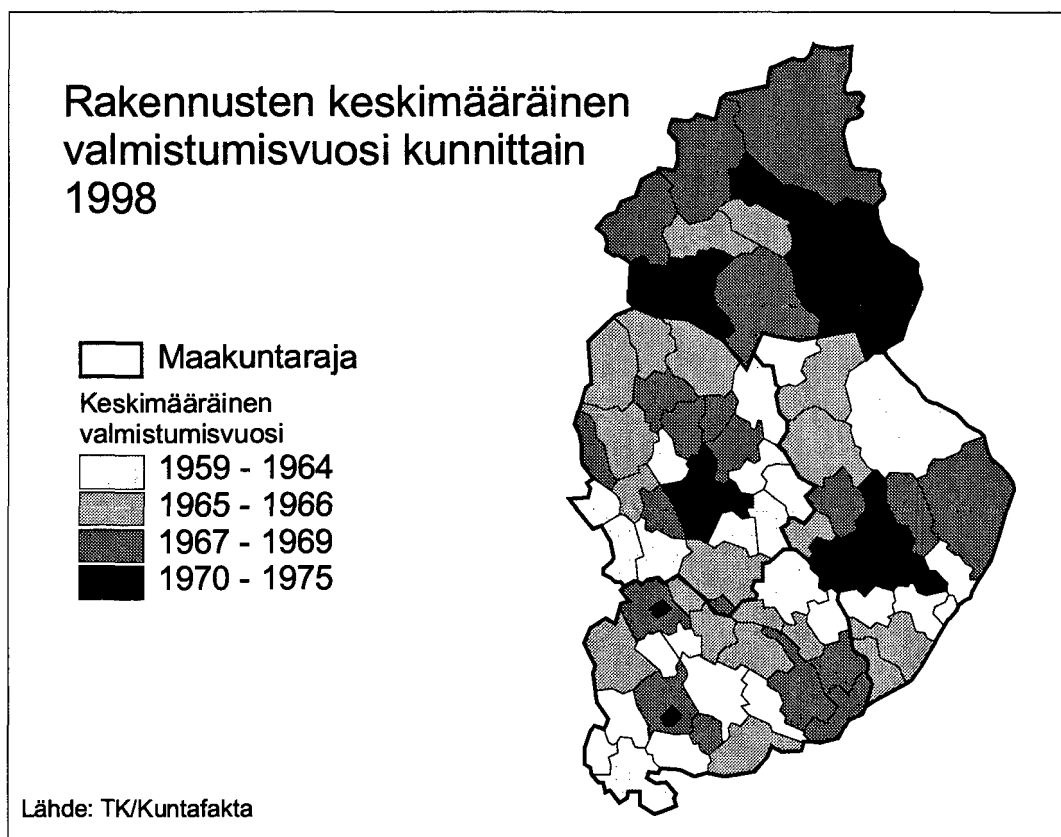 Rakennusten keskimääräinen
valmistumisvuosi kunnittain
1998
Maakuntaraja
Keskimääräinen
valmistumisvuosi
1959 - 1964
1965 - 1966
1967 - 1969
1970 - 1975
Lähde: TK/Kuntafakta